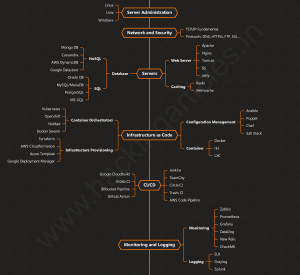 Linux
Unix
Windows
Server Administration
Network and Security
TCP/IP Fundamental
Protocols: DNS, HTTPs, FTP, SSL..
Mongo DB
Cassandra
AWS DynamoDB
Google Datastore
NoSQL
Oracle DB
MySQL/MariaDB
PostgreSQL
MS SQL
SQL
Database
Servers
Web Server
Apache
Nginx
Tomcat
IIS
Jetty
Caching
Redis
Memcache
Kubernetes
OpenShift
Nomad
Docker Swarm
Container Orchestrators
Terraform
AWS Cloudformation
Azure Template
Google Deployment Manager
Infrastructure Provisioning
Infrastructure as Code
Configuration Management
Ansible
Puppet
Chef
Salt Stack
Container
Docker
rkt
LXC
Google Cloudbuild
GitLab CI
Bitbucket Pipeline
Github Action
CI/CD
Jenkins
TeamCity
Circle CI
Travis CI
AWS Code Pipeline
Monitoring and Logging
Monitoring
Zabbix
Prometheus
Grafana
DataDog
New Relic
CheckMK
Logging
ELK
Graylog
Splunk